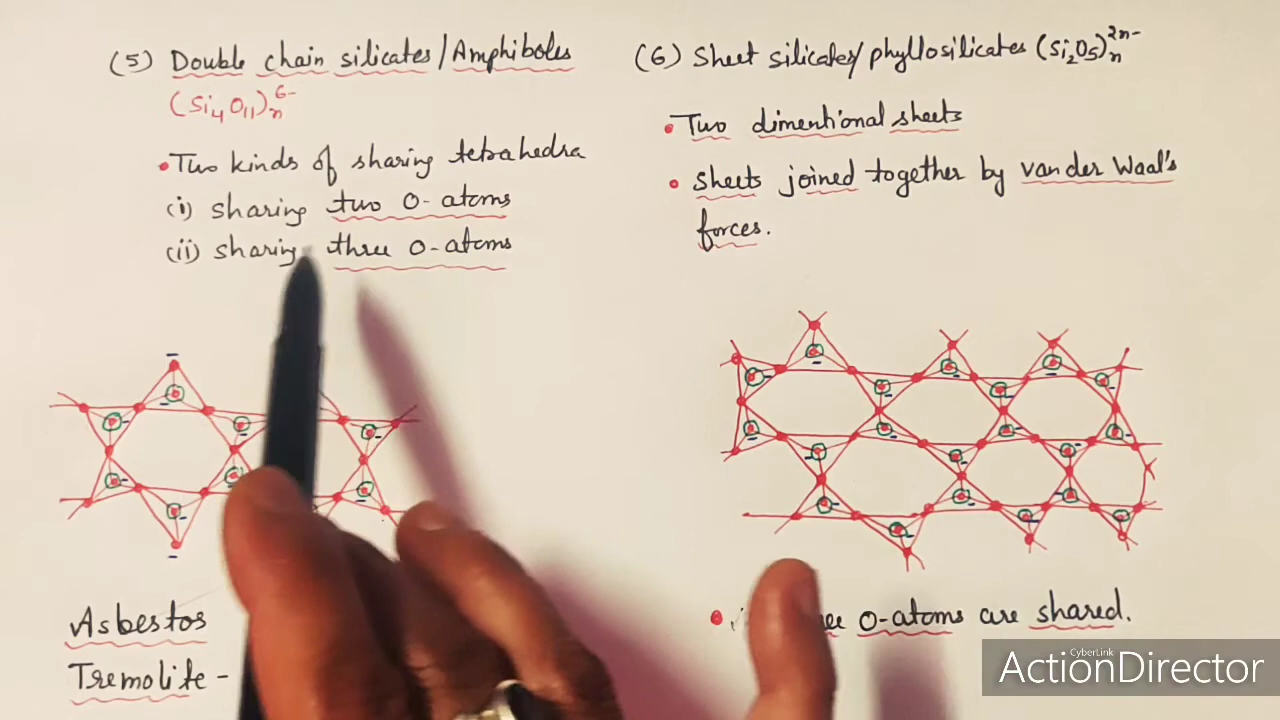 (5) Double chain silicates/Amphiboles
(Si4O11)n6-
•Two kinds of sharing tetrahedra
(i) sharing two O-atoms
(ii) sharing three O-atoms
Asbestos
Tremolite -
(6) Sheet silicates/phyllosilicates (Si2O5)n2n-
• Two dimentional sheets
• sheets joined together by van der Waal's
forces.
• O-atoms are shared.
CyberLink
ActionDirector